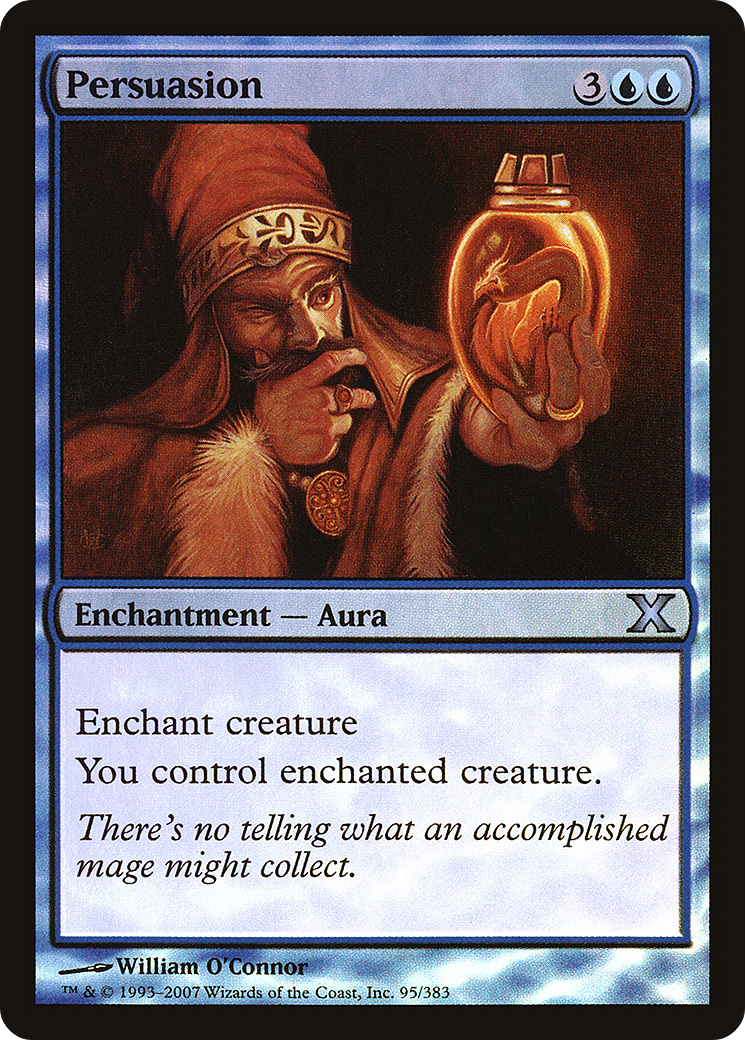 Persuasion 3
Enchantment — Aura X
Enchant creature
You control enchanted creature.
There's no telling what an accomplished
mage might collect.
William O'Connor
™ & © 1993–2007 Wizards of the Coast, Inc. 95/383